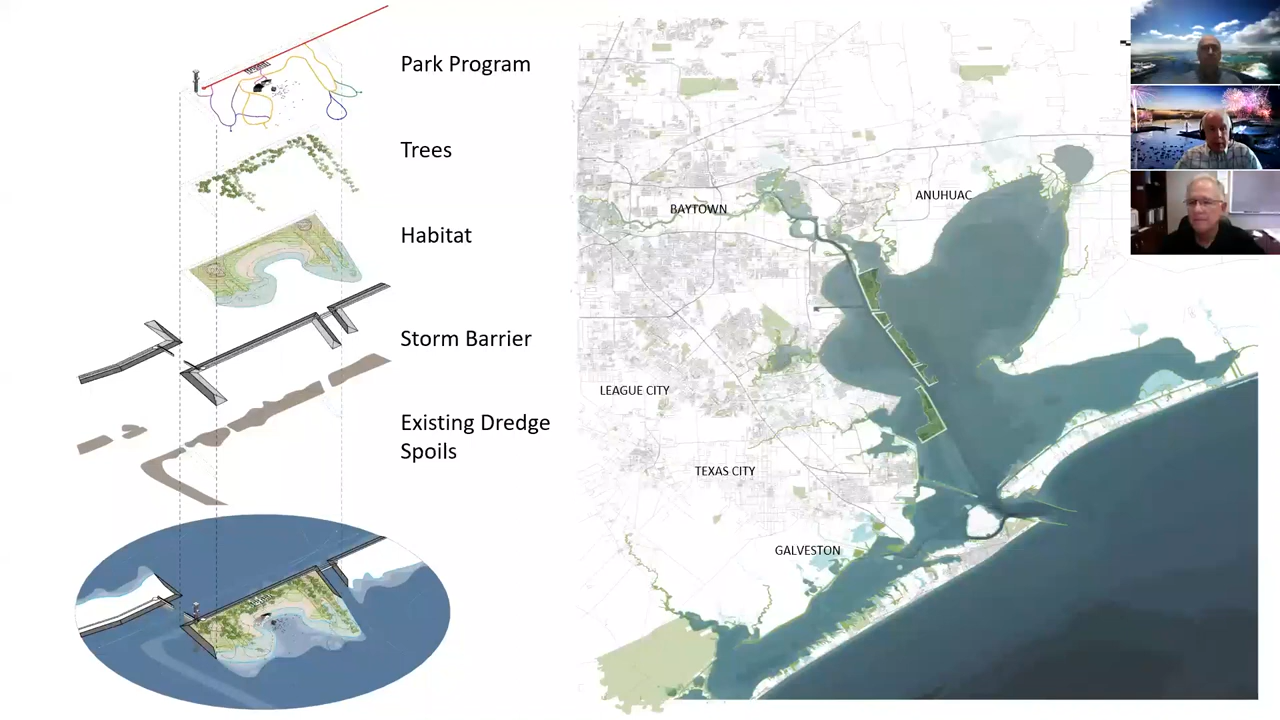 Park Program
Trees
Habitat
Storm Barrier
Existing Dredge
Spoils
BAYTOWN
ANUHUAC
LEAGUE CITY
TEXAS CITY
GALVESTON